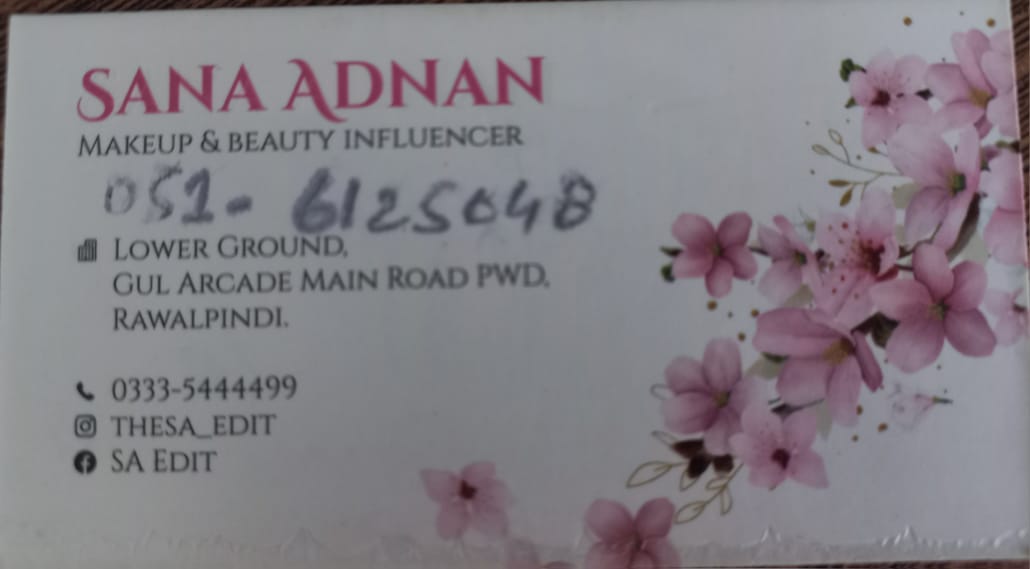 SANA ADNAN
MAKEUP & BEAUTY INFLUENCER
051-6125048
LOWER GROUND,
GUL ARCADE MAIN ROAD PWD,
RAWALPINDI.
0333-5444499
THESA_EDIT
SA EDIT